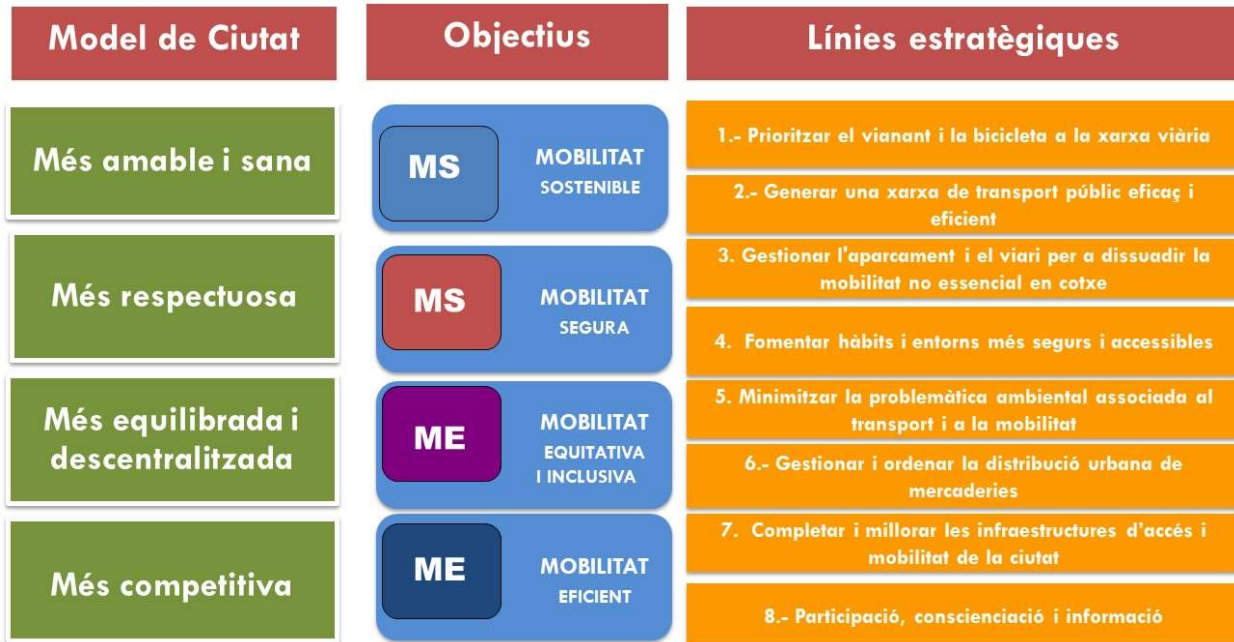 Model de Ciutat
Més amable i sana
Més respectuosa
Més equilibrada i
descentralitzada
Més competitiva
Objectius
MS
MOBILITAT
SOSTENIBLE
MS
MOBILITAT
SEGURA
ME
MOBILITAT
EQUITATIVA
I INCLUSIVA
ME
MOBILITAT
EFICIENT
Línies estratègiques
1.- Prioritzar el vianant i la bicicleta a la xarxa viària
2.- Generar una xarxa de transport públic eficaç i
eficient
3. Gestionar l'aparcament i el viari per a dissuadir la
mobilitat no essencial en cotxe
4. Fomentar hàbits i entorns més segurs i accessibles
5. Minimitzar la problemàtica ambiental associada al
transport i a la mobilitat
6.- Gestionar i ordenar la distribució urbana de
mercaderies
7. Completar i millorar les infraestructures d'accés i
mobilitat de la ciutat
8.- Participació, conscienciació i informació